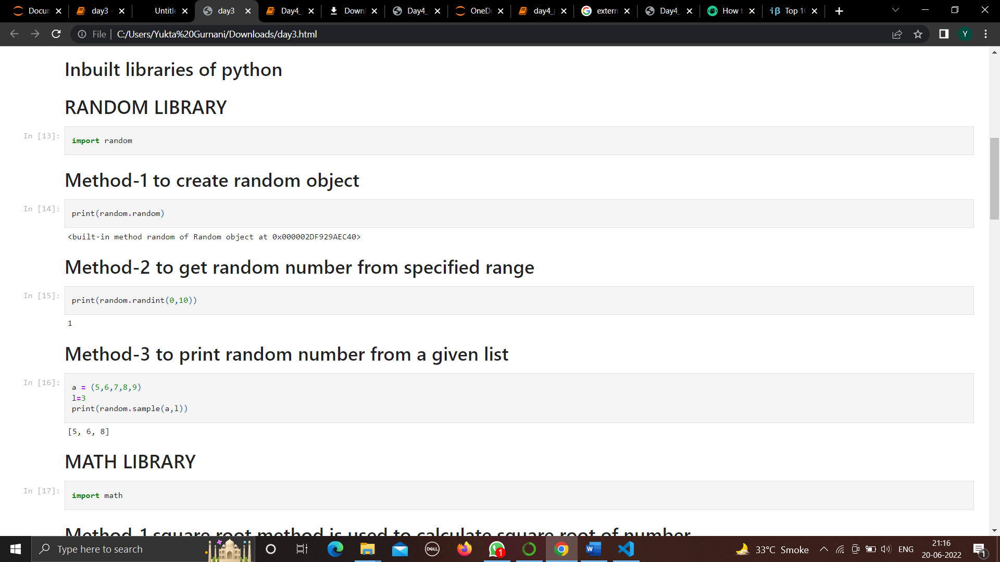 Docun
day3 -
Untitle
day3
Day4_
Downl
Day4_
OneDr
day4_p
extern
Day4_
How t
Top 10
File | C:/Users/Yukta%20Gurnani/Downloads/day3.html
Y
Inbuilt libraries of python
RANDOM LIBRARY
In [13]:
import random
Method-1 to create random object
In [14]:
print(random.random)
<built-in method random of Random object at 0x000002DF929AEC40>
Method-2 to get random number from specified range
In [15]:
print(random.randint(0,10))
1
Method-3 to print random number from a given list
In [16]:
a = (5,6,7,8,9)
l=3
print(random.sample(a,l))
[5, 6, 8]
MATH LIBRARY
In [17]:
import math
Method-1 square root method is used to calculate square root of number
Type here to search
DELL
1
33°C Smoke
ENG
21:16
20-06-2022
1